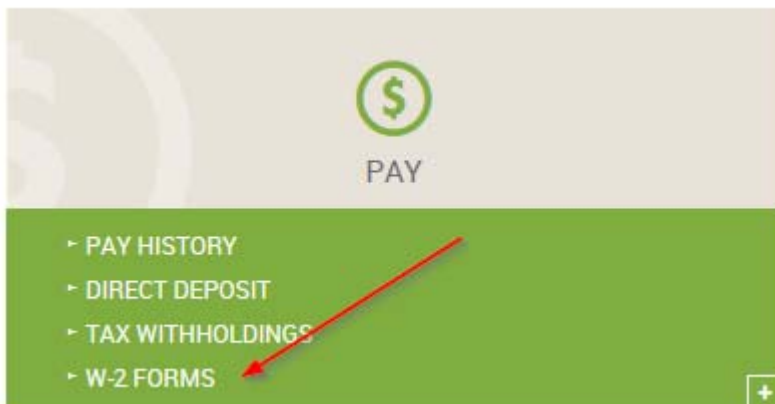 $
PAY
► PAY HISTORY
► DIRECT DEPOSIT
► TAX WITHHOLDINGS
► W-2 FORMS
+